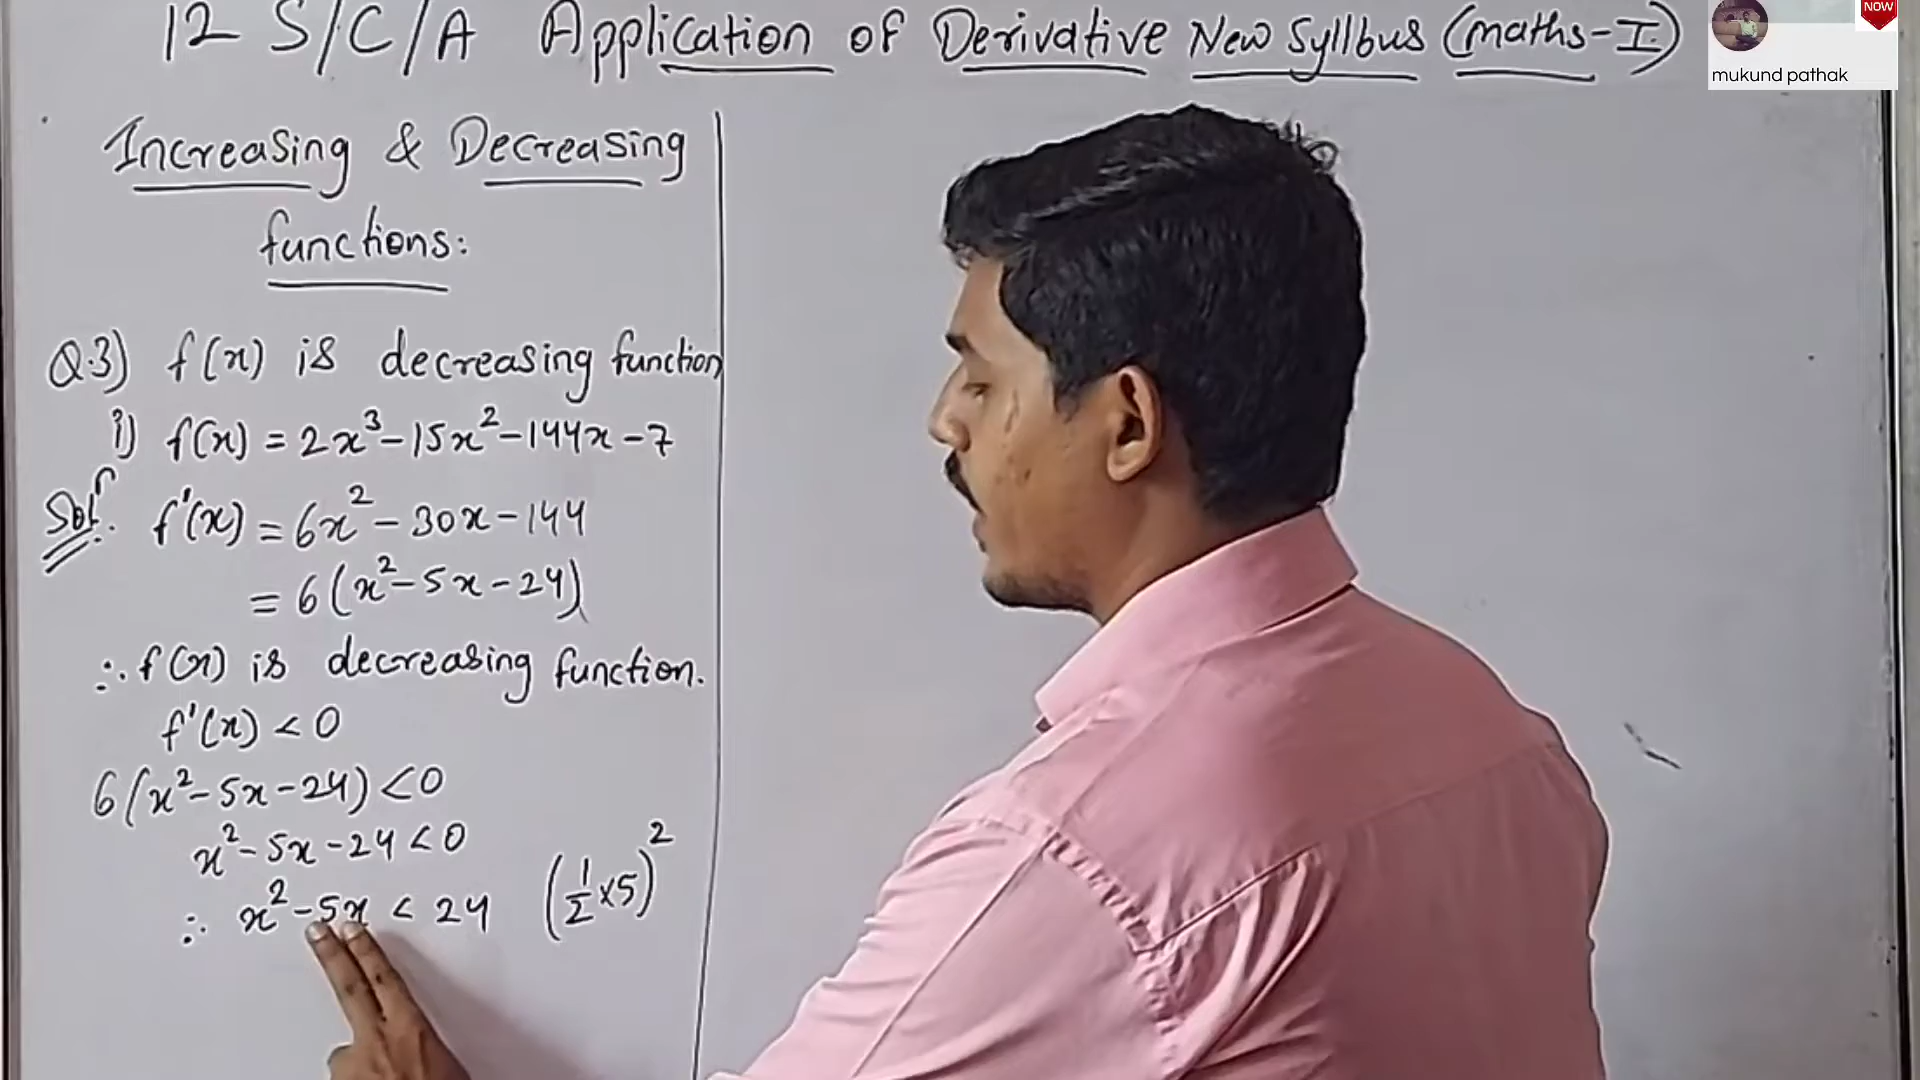 12 S/C/A Application of Derivative New Syllbus (Maths-I)
NOW
mukund pathak
Increasing & Decreasing
functions:
Q.3) f(x) is decreasing function
i) f(x) = 2x³-15x²-144x-7
Solⁿ. f'(x) = 6x²-30x-144
= 6(x²-5x-24)
∴ f(x) is decreasing function.
f'(x) < 0
6(x²-5x-24) < 0
x²-5x-24 < 0
∴ x²-5x < 24 (1/2×5)²